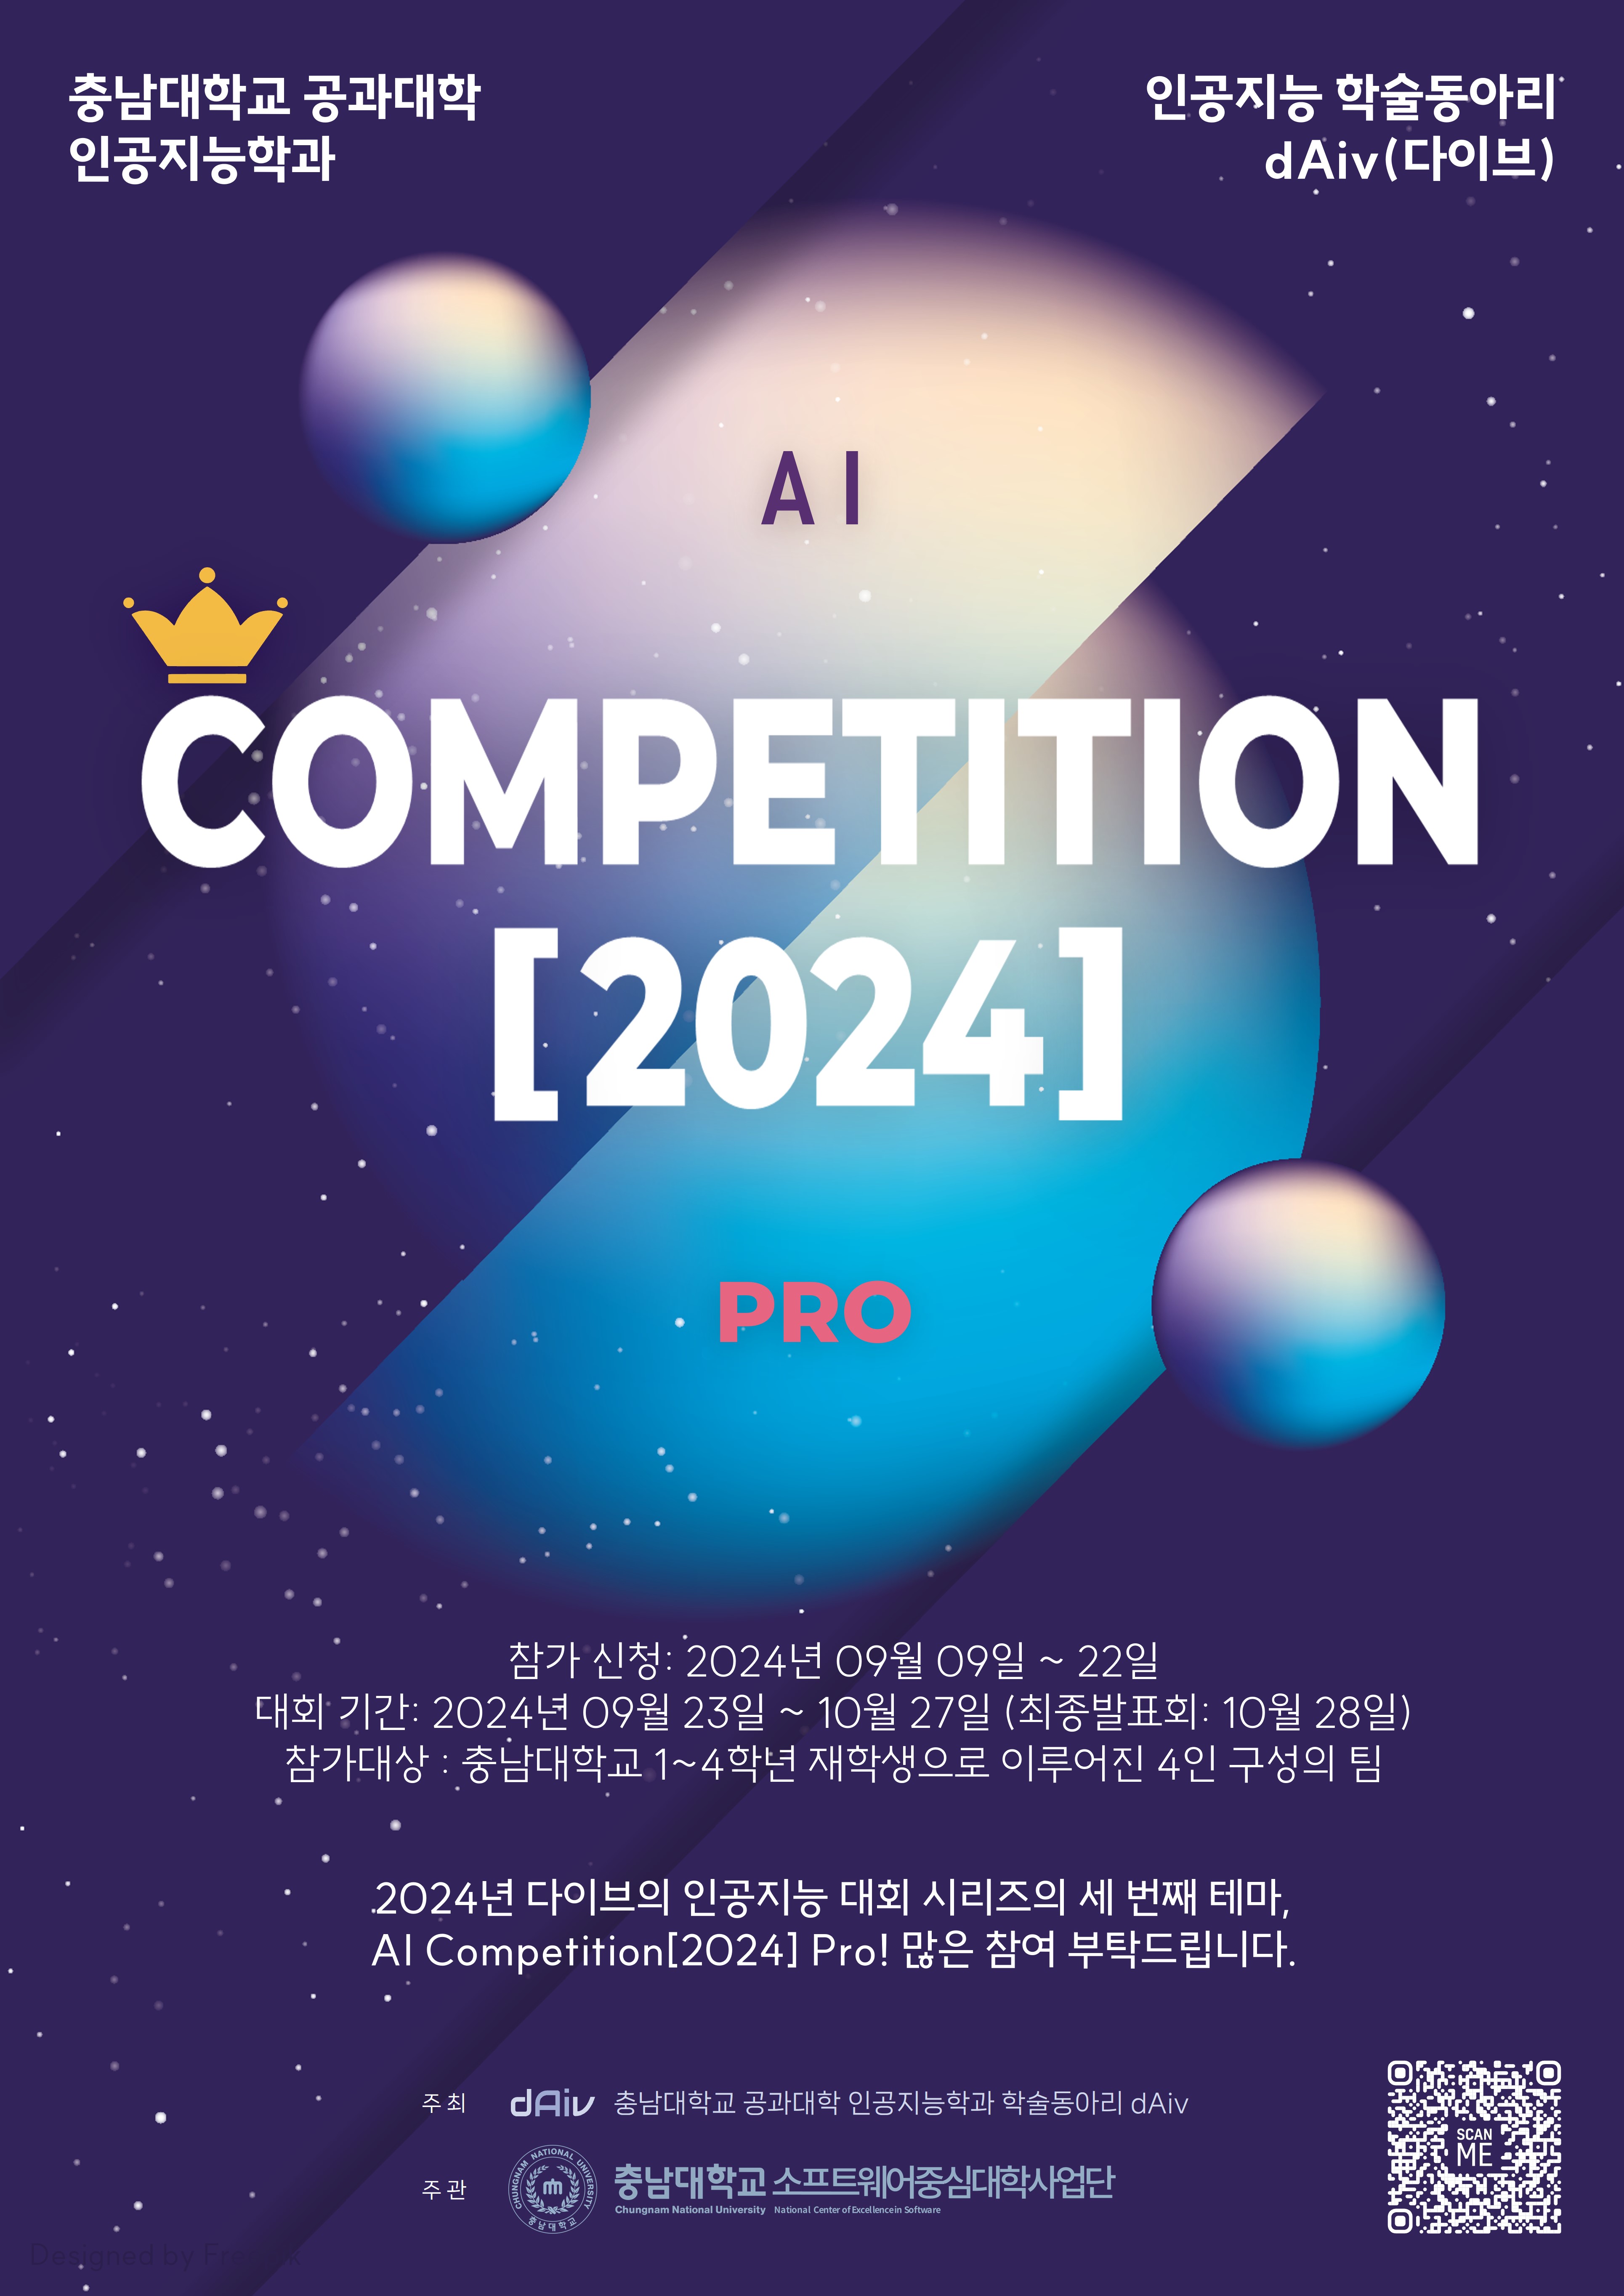 충남대학교 공과대학
인공지능학과
인공지능 학술동아리
dAiv(다이브)
AI
COMPETITION
[2024]
PRO
참가 신청: 2024년 09월 09일 ~ 22일
대회 기간: 2024년 09월 23일 ~ 10월 27일 (최종발표회: 10월 28일)
참가대상 : 충남대학교 1~4학년 재학생으로 이루어진 4인 구성의 팀
2024년 다이브의 인공지능 대회 시리즈의 세 번째 테마,
AI Competition[2024] Pro! 많은 참여 부탁드립니다.
주최 dAiv 충남대학교 공과대학 인공지능학과 학술동아리 dAiv
주관 CHUNGNAM NATIONAL UNIVERSITY 충남대학교 충남대학교 소프트웨어중심대학사업단
Chungnam National University National Center of Excellence in Software
SCAN
ME
Designed by